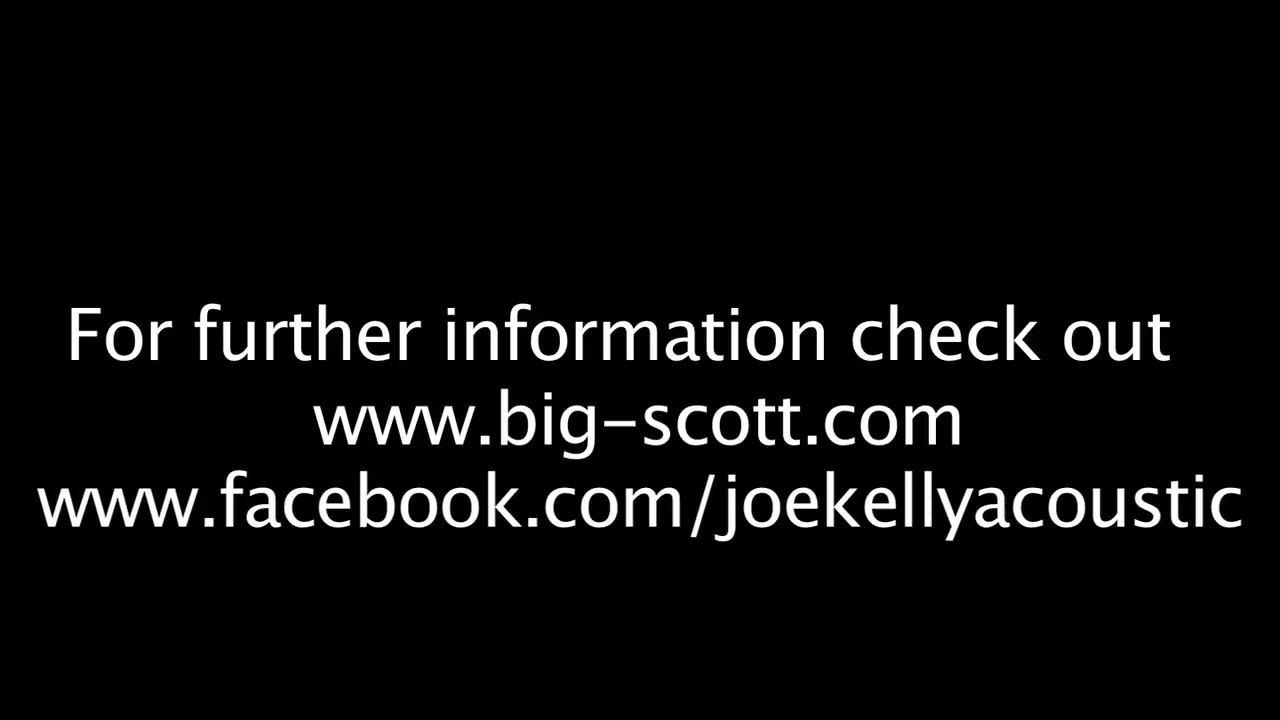 For further information check out
www.big-scott.com
www.facebook.com/joekellyacoustic